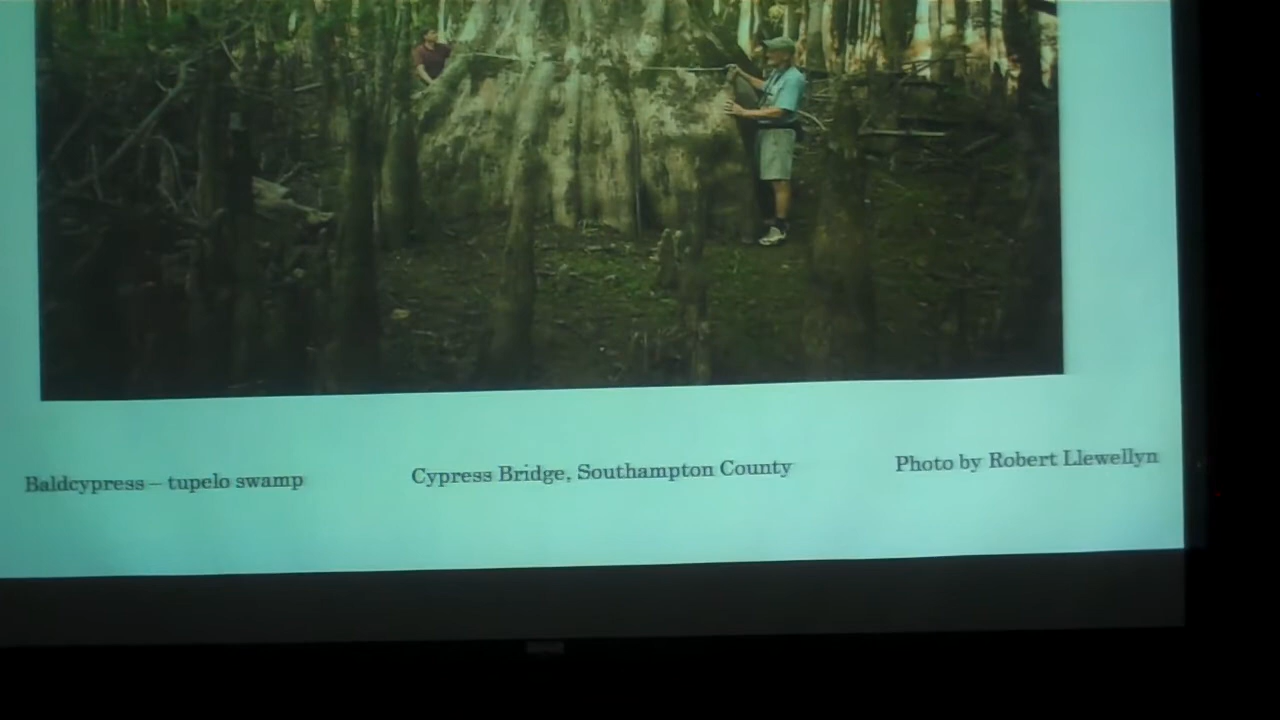 Baldcypress – tupelo swamp
Cypress Bridge, Southampton County
Photo by Robert Llewellyn